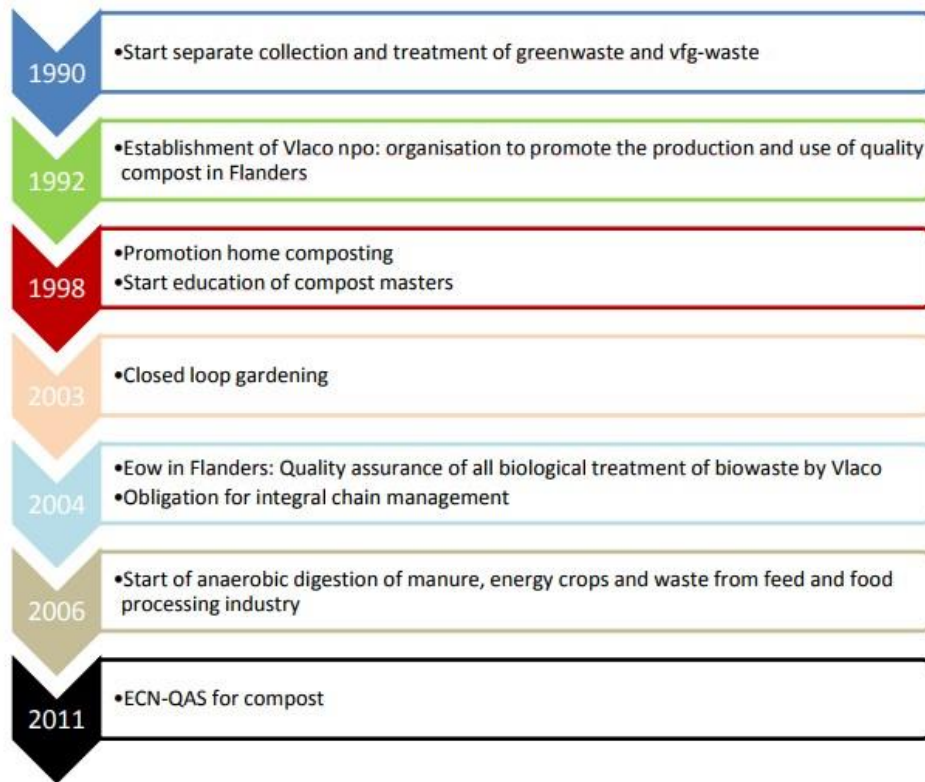 1990
•Start separate collection and treatment of greenwaste and vfg-waste
1992
•Establishment of Vlaco npo: organisation to promote the production and use of quality
compost in Flanders
1998
•Promotion home composting
•Start education of compost masters
2003
•Closed loop gardening
2004
•Eow in Flanders: Quality assurance of all biological treatment of biowaste by Vlaco
•Obligation for integral chain management
2006
•Start of anaerobic digestion of manure, energy crops and waste from feed and food
processing industry
2011
•ECN-QAS for compost